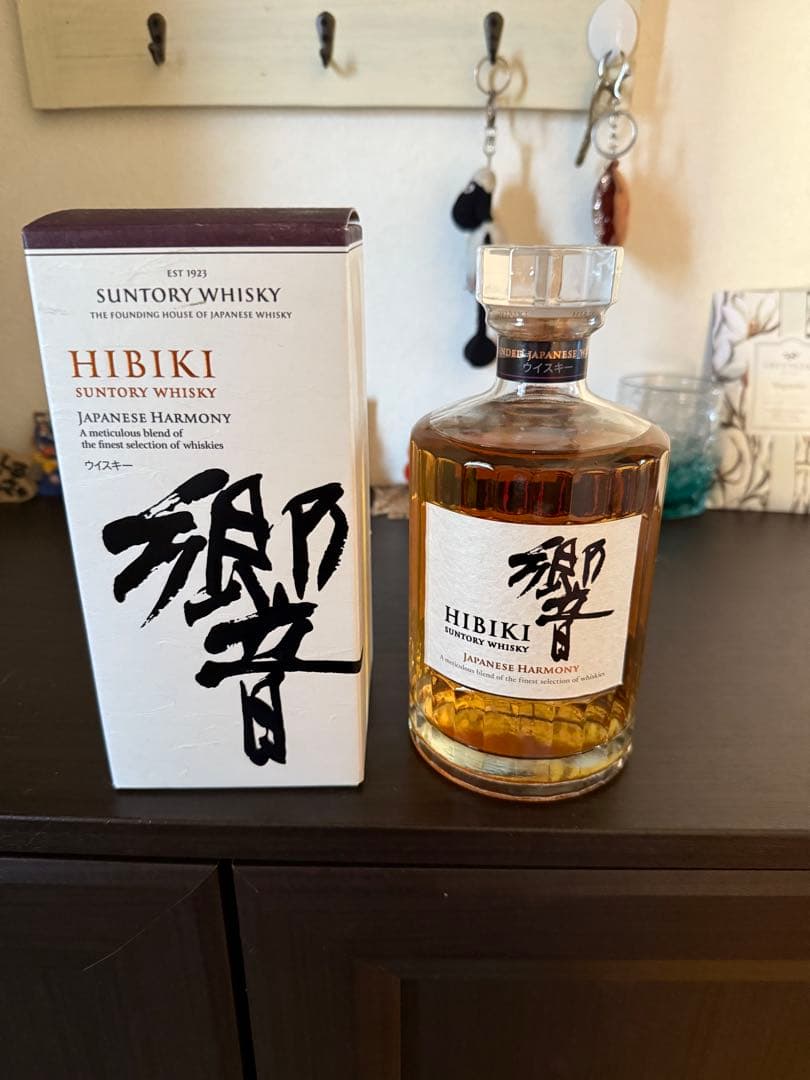 EST 1923
SUNTORY WHISKY
THE FOUNDING HOUSE OF JAPANESE WHISKY
HIBIKI
SUNTORY WHISKY
JAPANESE HARMONY
A meticulous blend of
the finest selection of whiskies
ウイスキー
響
JAPANESE
ウイスキー
響
HIBIKI
SUNTORY WHISKY
JAPANESE HARMONY
A meticulous blend of the finest selection of whiskies